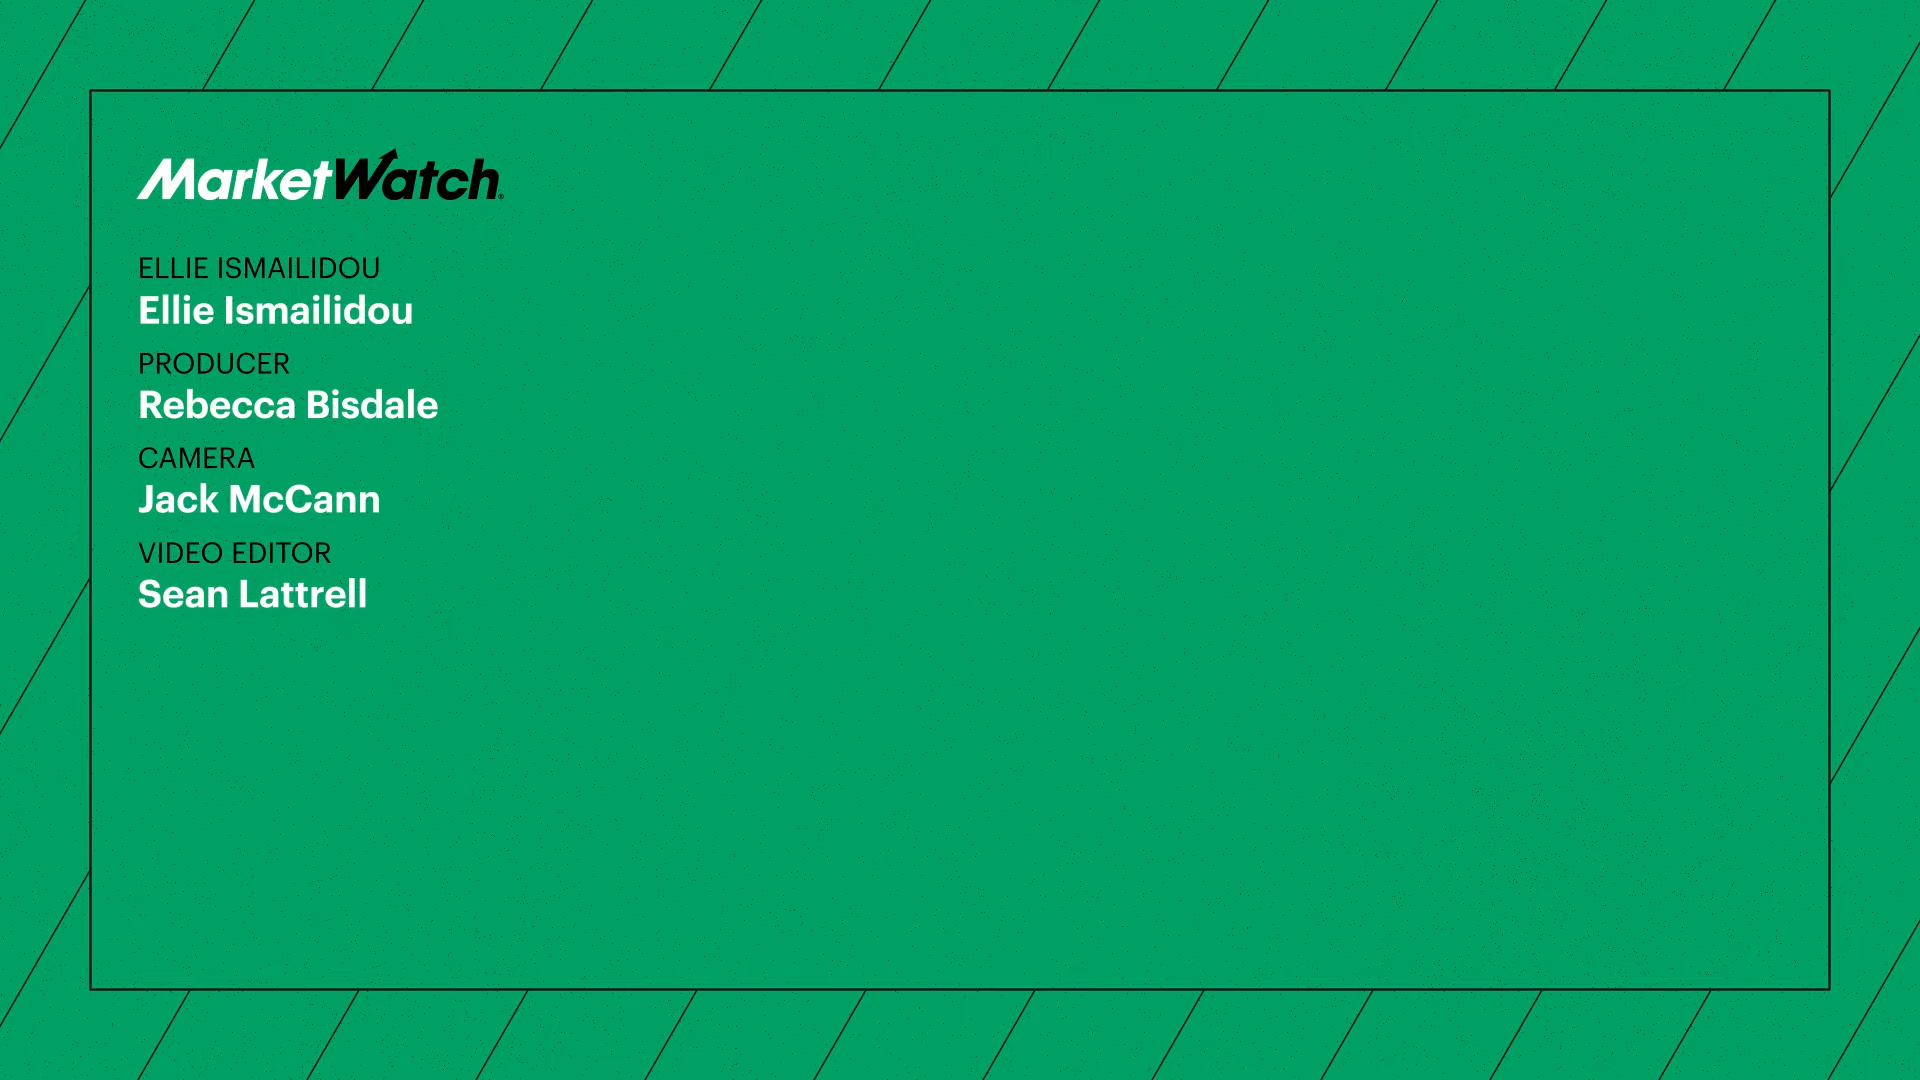 MarketWatch®
ELLIE ISMAILIDOU
Ellie Ismailidou
PRODUCER
Rebecca Bisdale
CAMERA
Jack McCann
VIDEO EDITOR
Sean Lattrell